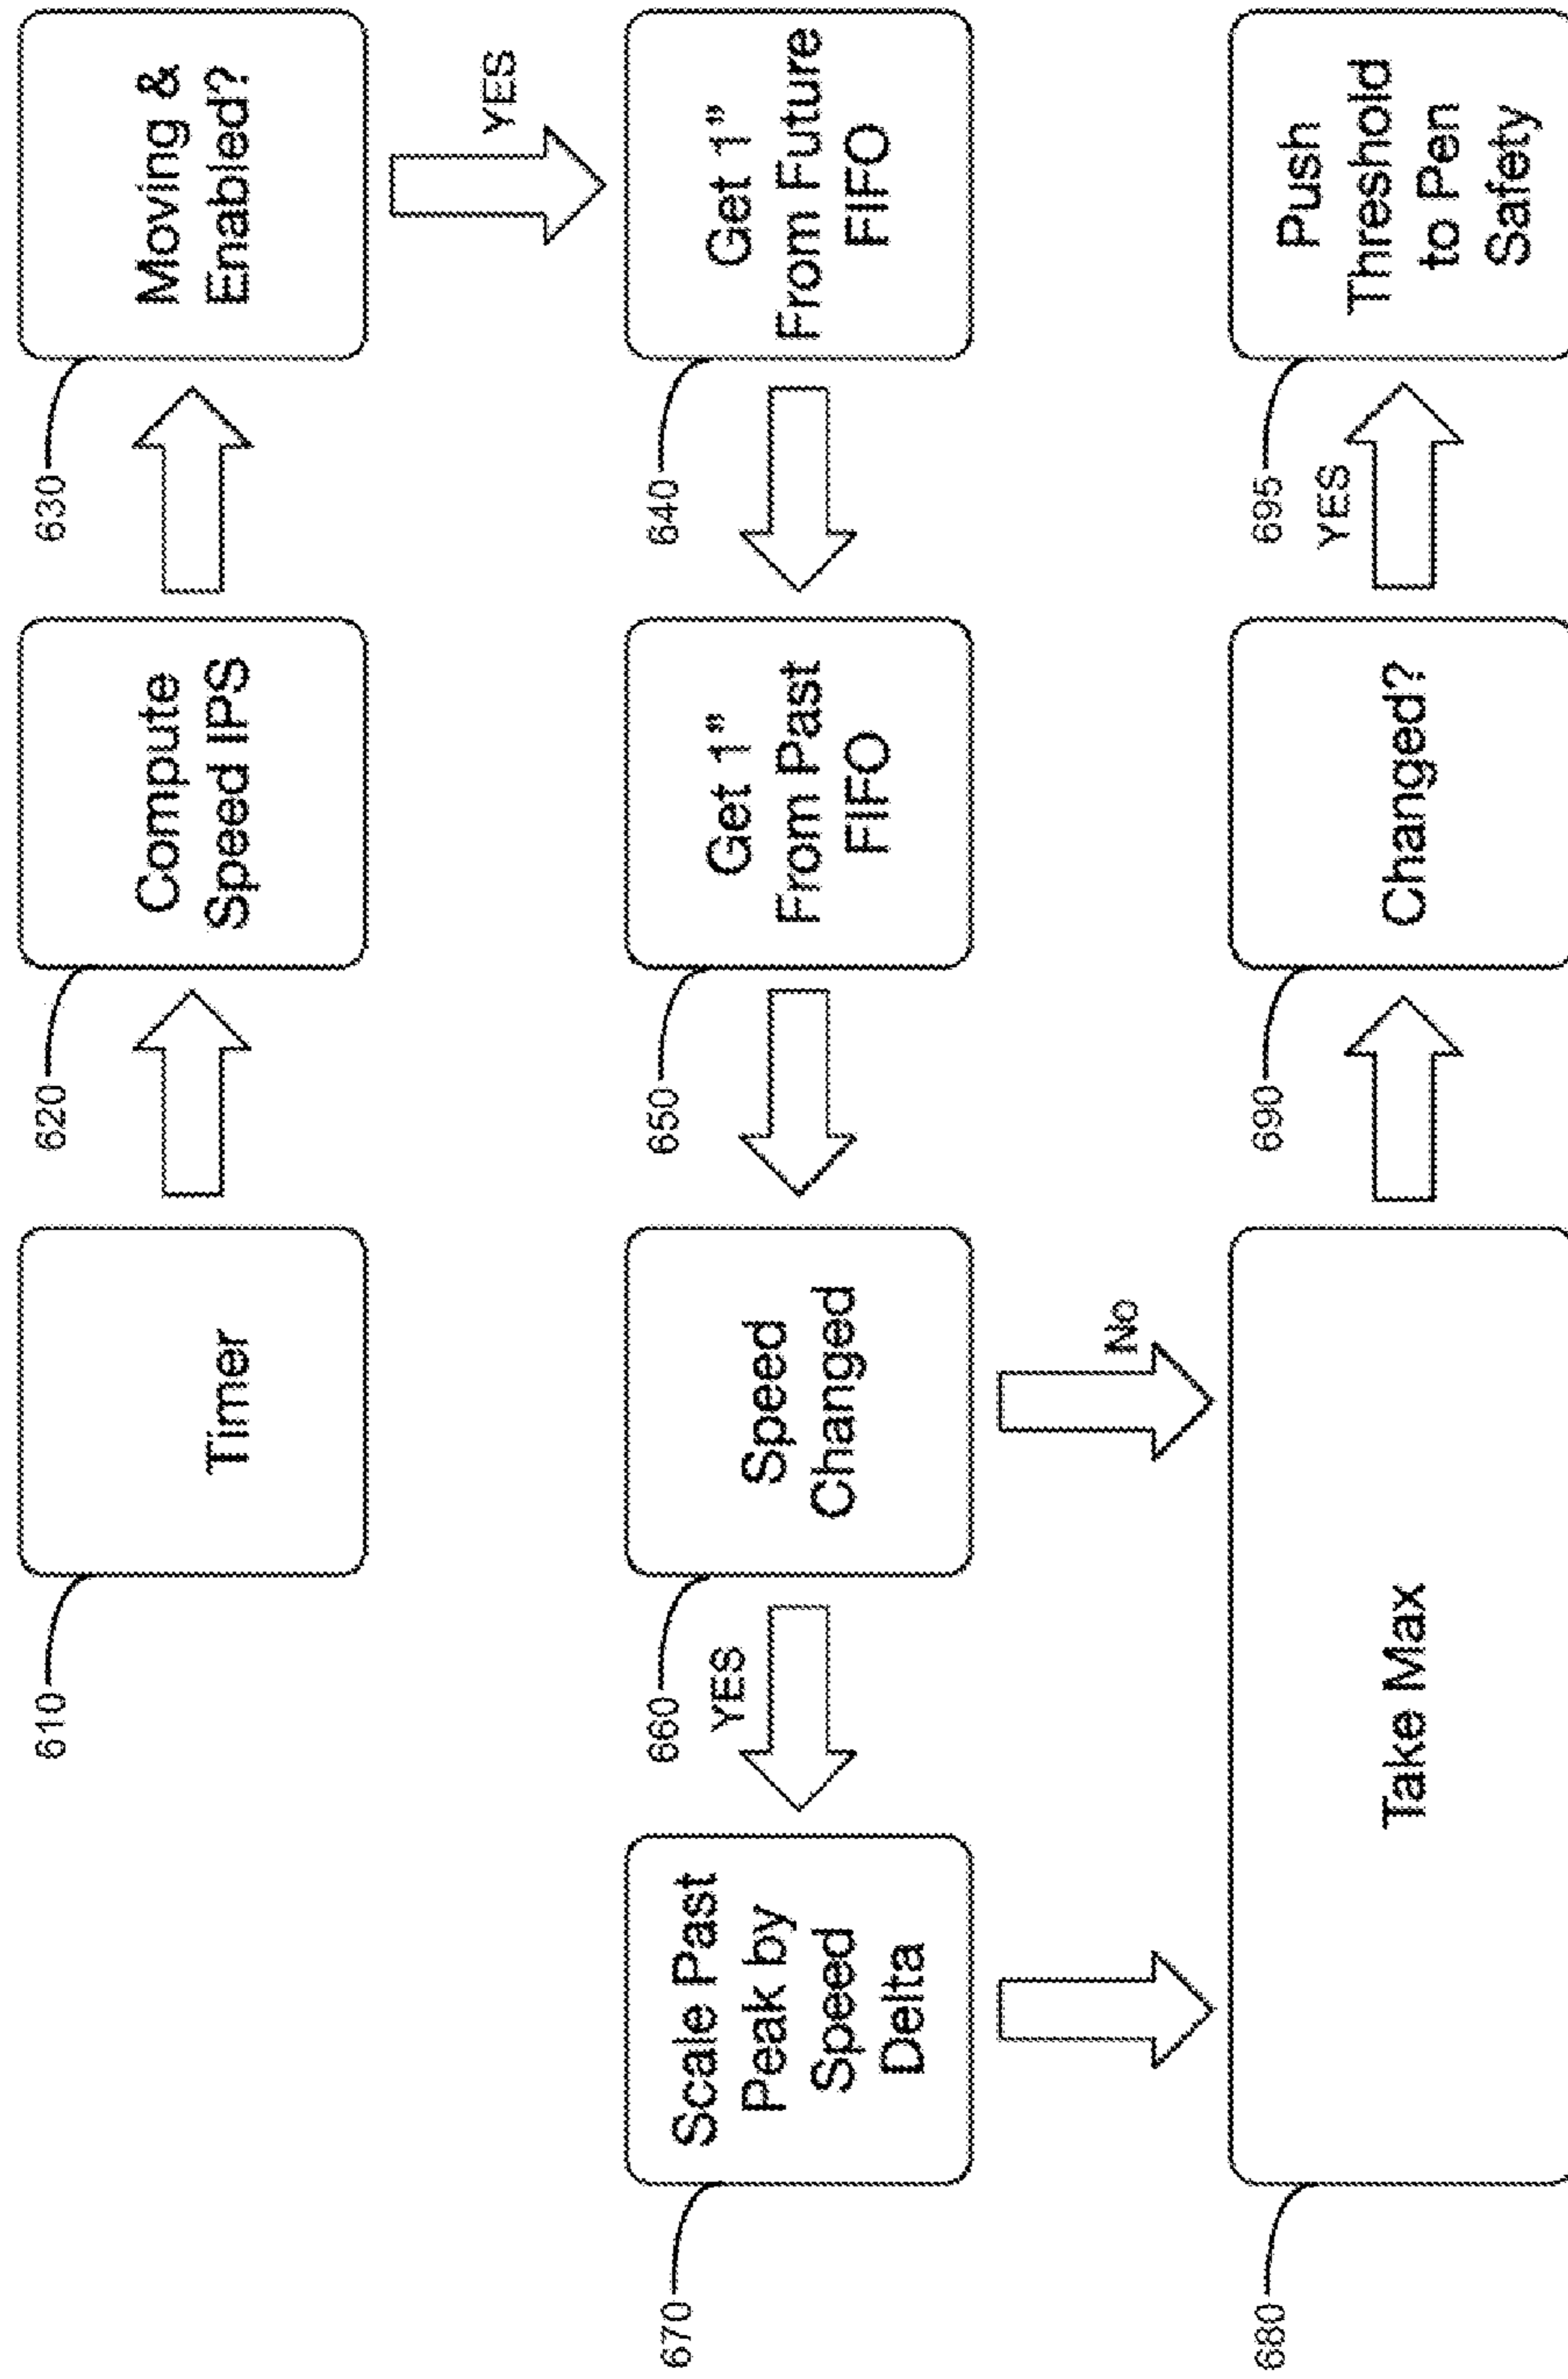 610
Timer
620
Compute
Speed IPS
630
Moving &
Enabled?
YES
640
Get 1”
From Future
FIFO
650
Get 1”
From Past
FIFO
660
Speed
Changed
YES
No
670
Scale Past
Peak by
Speed
Delta
680
Take Max
690
Changed?
YES
695
Push
Threshold
to Pen
Safety